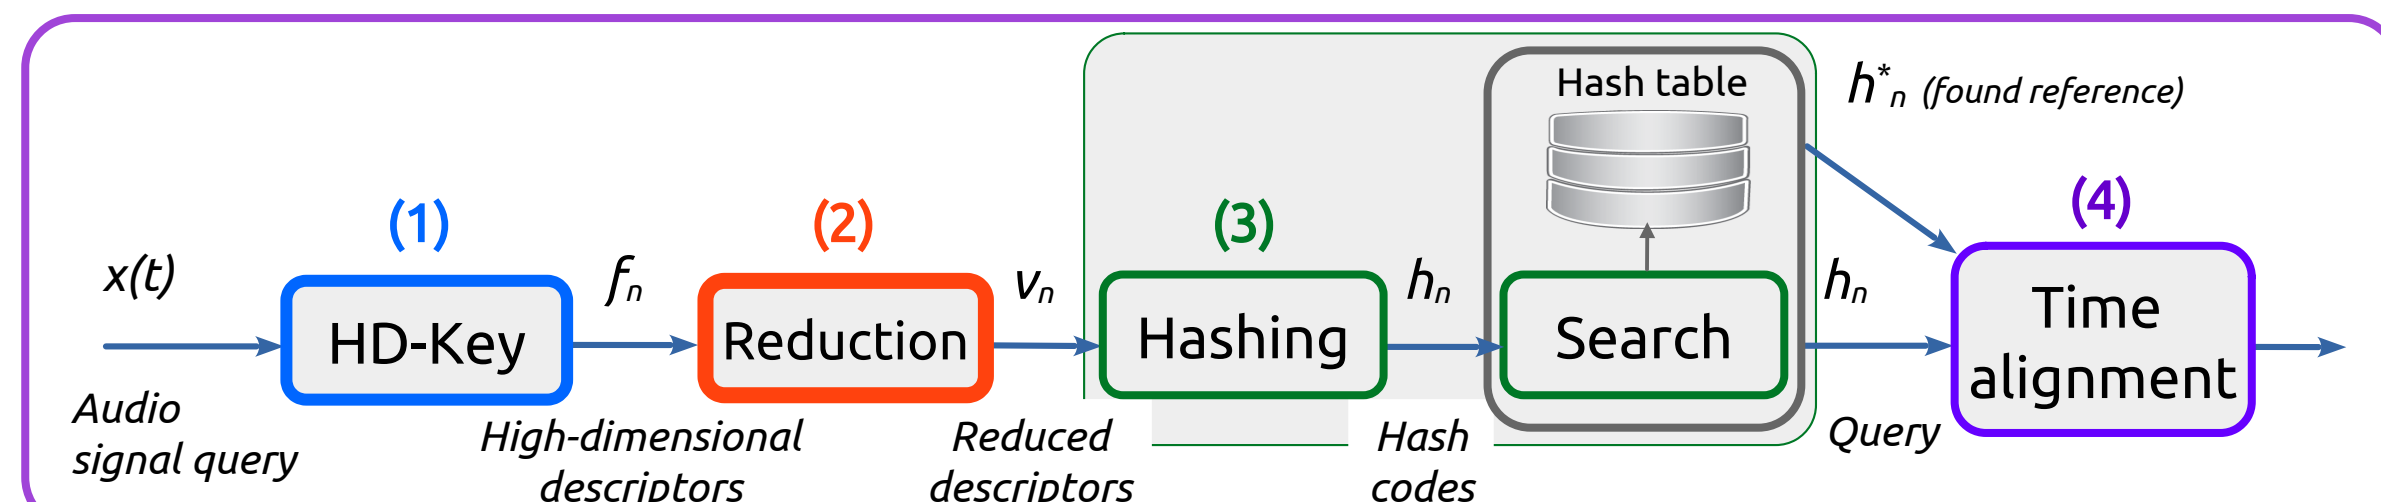 Hash table
h*n (found reference)
(1)
(2)
(3)
(4)
x(t)
fn
vn
hn
hn
HD-Key
Reduction
Hashing
Search
Time
alignment
Audio
signal query
High-dimensional
descriptors
Reduced
descriptors
Hash
codes
Query